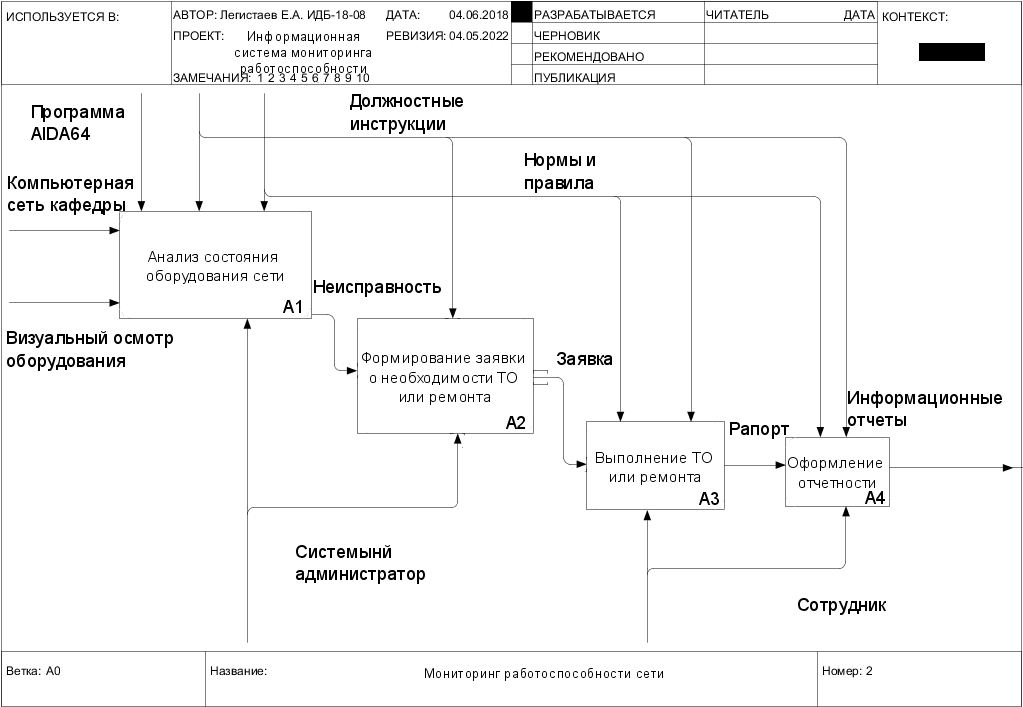 ИСПОЛЬЗУЕТСЯ В:
АВТОР: Легистаев Е.А. ИДБ-18-08
ДАТА: 04.06.2018
РАЗРАБАТЫВАЕТСЯ
ЧИТАТЕЛЬ
ДАТА
КОНТЕКСТ:
ПРОЕКТ: Информационная
система мониторинга
работоспособности
РЕВИЗИЯ: 04.05.2022
ЧЕРНОВИК
РЕКОМЕНДОВАНО
ЗАМЕЧАНИЯ: 1 2 3 4 5 6 7 8 9 10
ПУБЛИКАЦИЯ
Программа
AIDA64
Должностные
инструкции
Нормы и
правила
Компьютерная
сеть кафедры
Анализ состояния
оборудования сети
A1
Неисправность
Визуальный осмотр
оборудования
Формирование заявки
о необходимости ТО
или ремонта
A2
Заявка
Информационные
отчеты
Рапорт
Выполнение ТО
или ремонта
A3
Оформление
отчетности
A4
Системынй
администратор
Сотрудник
Ветка: A0
Название:
Мониторинг работоспособности сети
Номер: 2